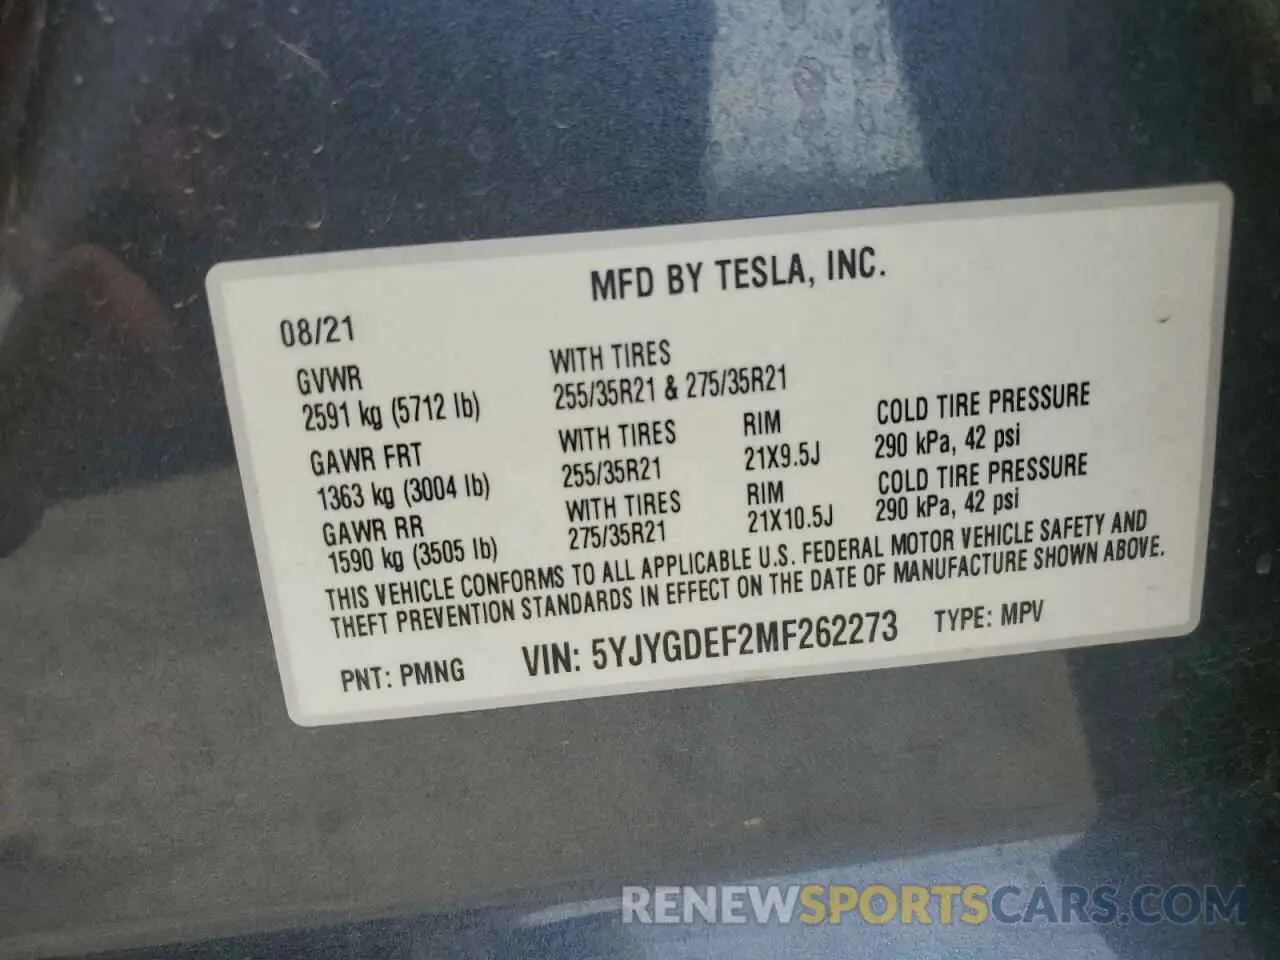 MFD BY TESLA, INC.
08/21
GVWR
2591 kg (5712 lb)
WITH TIRES
255/35R21 & 275/35R21
GAWR FRT
1363 kg (3004 lb)
WITH TIRES
255/35R21
RIM
21X9.5J
COLD TIRE PRESSURE
290 kPa, 42 psi
GAWR RR
1590 kg (3505 lb)
WITH TIRES
275/35R21
RIM
21X10.5J
COLD TIRE PRESSURE
290 kPa, 42 psi
THIS VEHICLE CONFORMS TO ALL APPLICABLE U.S. FEDERAL MOTOR VEHICLE SAFETY AND
THEFT PREVENTION STANDARDS IN EFFECT ON THE DATE OF MANUFACTURE SHOWN ABOVE.
PNT: PMNG VIN: 5YJYGDEF2MF262273 TYPE: MPV
RENEWSPORTSCARS.COM